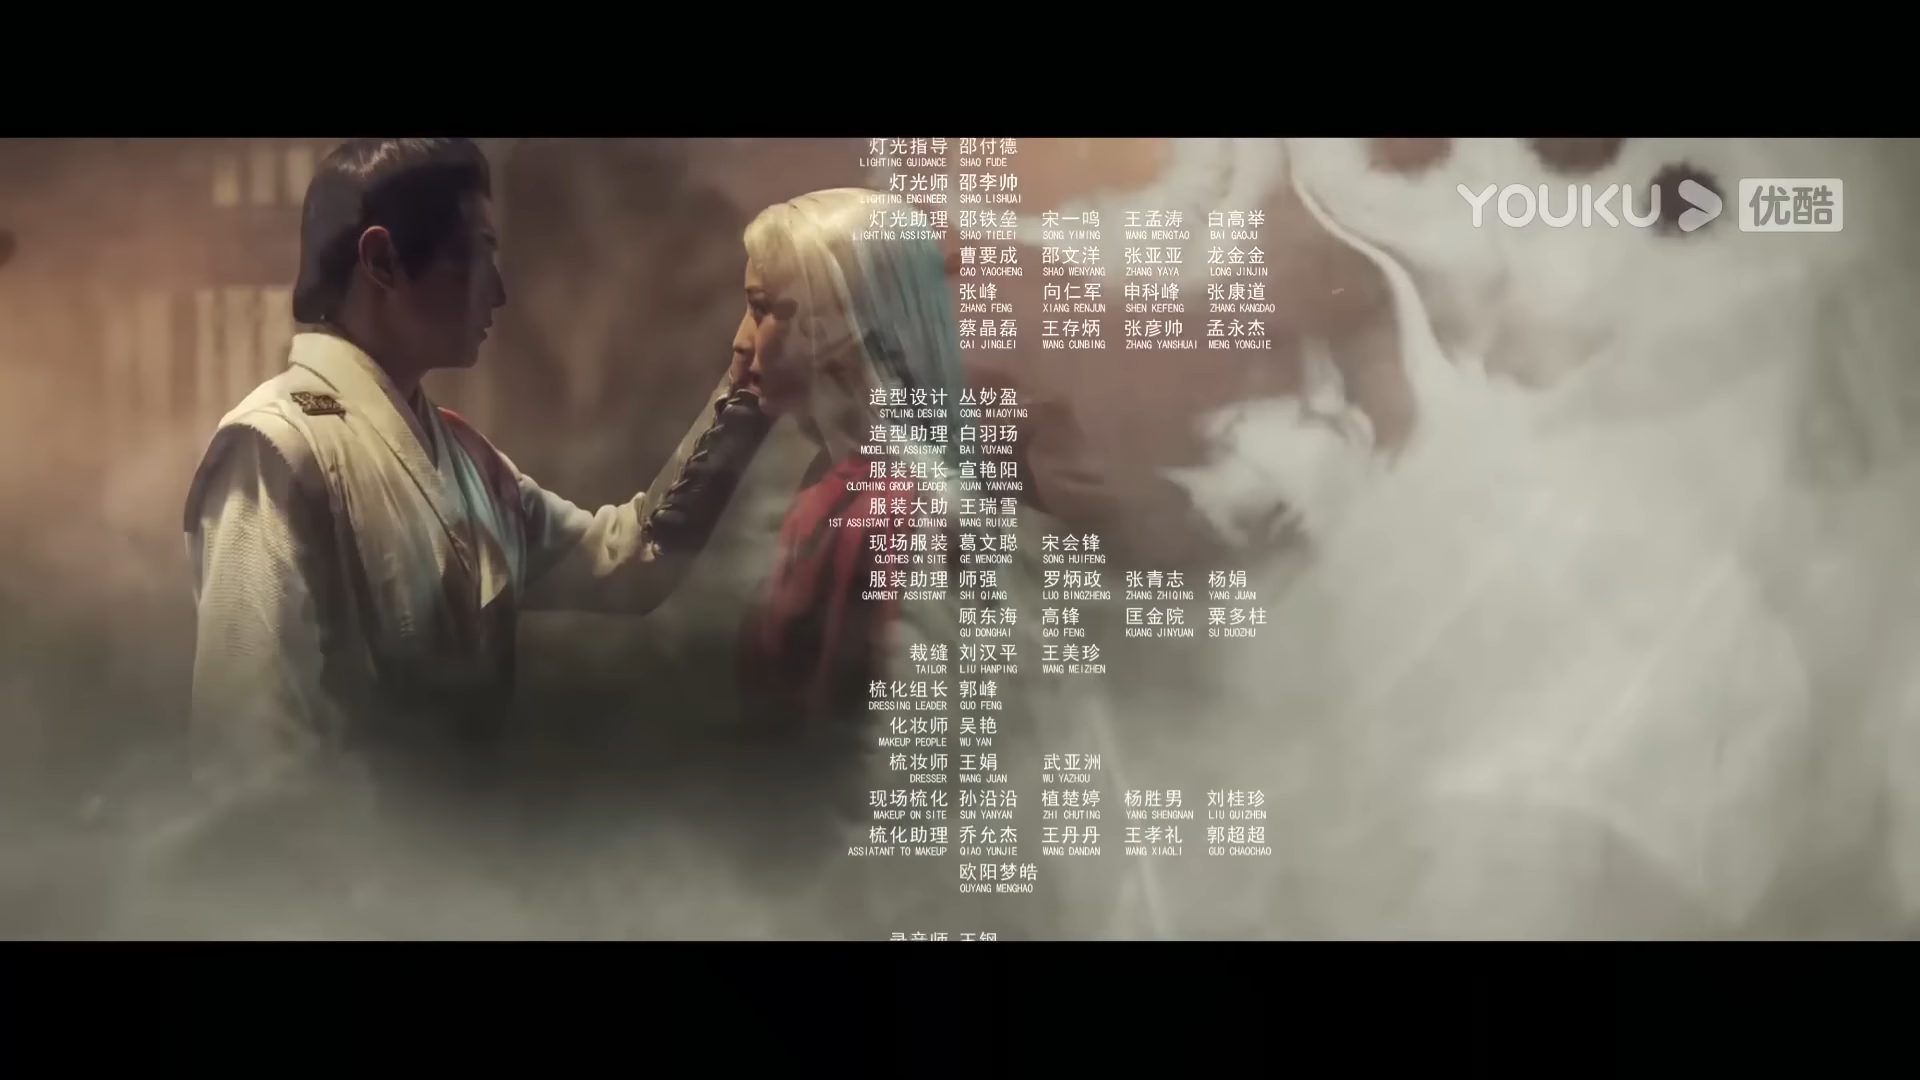 灯光指导 邵付德
LIGHTING GUIDANCE SHAO FUDE
YOUKU 优酷
灯光师 邵李帅
LIGHTING ENGINEER SHAO LISHUAI
灯光助理 邵铁垒 宋一鸣 王孟涛 白高举
LIGHTING ASSISTANT SHAO TIELEI SONG YIMING WANG MENGTAO BAI GAOJU
曹要成 邵文洋 张亚亚 龙金金
CAO YAOCHENG SHAO WENYANG ZHANG YAYA LONG JINJIN
张峰 向仁军 申科峰 张康道
ZHANG FENG XIANG RENJUN SHEN KEFENG ZHANG KANGDAO
蔡晶磊 王存炳 张彦帅 孟永杰
CAI JINGLEI WANG CUNBING ZHANG YANSHUAI MENG YONGJIE
造型设计 丛妙盈
STYLING DESIGN CONG MIAOYING
造型助理 白羽玚
MODELING ASSISTANT BAI YUYANG
服装组长 宣艳阳
CLOTHING GROUP LEADER XUAN YANYANG
服装大助 王瑞雪
1ST ASSISTANT OF CLOTHING WANG RUIXUE
现场服装 葛文聪 宋会锋
CLOTHES ON SITE GE WENCONG SONG HUIFENG
服装助理 师强 罗炳政 张青志 杨娟
GARMENT ASSISTANT SHI QIANG LUO BINGZHENG ZHANG ZHIQING YANG JUAN
顾东海 高锋 匡金院 粟多柱
GU DONGHAI GAO FENG KUANG JINYUAN SU DUOZHU
裁缝 刘汉平 王美珍
TAILOR LIU HANPING WANG MEIZHEN
梳化组长 郭峰
DRESSING LEADER GUO FENG
化妆师 吴艳
MAKEUP PEOPLE WU YAN
梳妆师 王娟 武亚洲
DRESSER WANG JUAN WU YAZHOU
现场梳化 孙沿沿 植楚婷 杨胜男 刘桂珍
MAKEUP ON SITE SUN YANYAN ZHI CHUTING YANG SHENGNAN LIU GUIZHEN
梳化助理 乔允杰 王丹丹 王孝礼 郭超超
ASSIATANT TO MAKEUP QIAO YUNJIE WANG DANDAN WANG XIAOLI GUO CHAOCHAO
欧阳梦皓
OUYANG MENGHAO